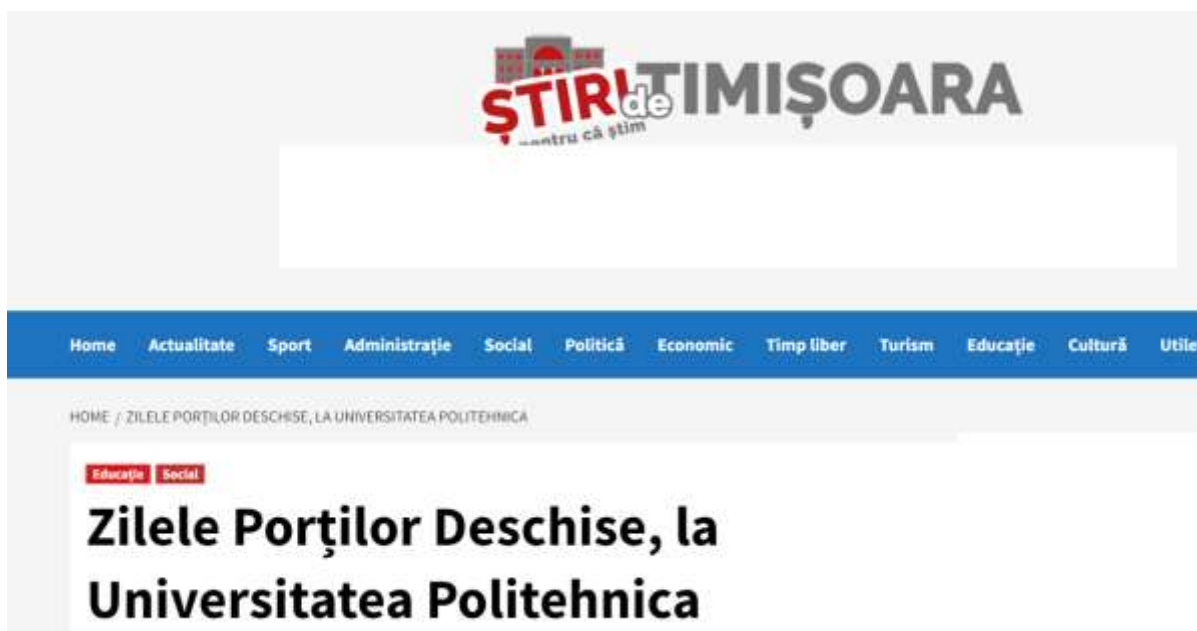 ȘTIRI de TIMIȘOARA
pentru că știm
Home Actualitate Sport Administrație Social Politică Economic Timp liber Turism Educație Cultură Utile
HOME / ZILELE PORȚILOR DESCHISE, LA UNIVERSITATEA POLITEHNICA
Educație Social
Zilele Porților Deschise, la
Universitatea Politehnica